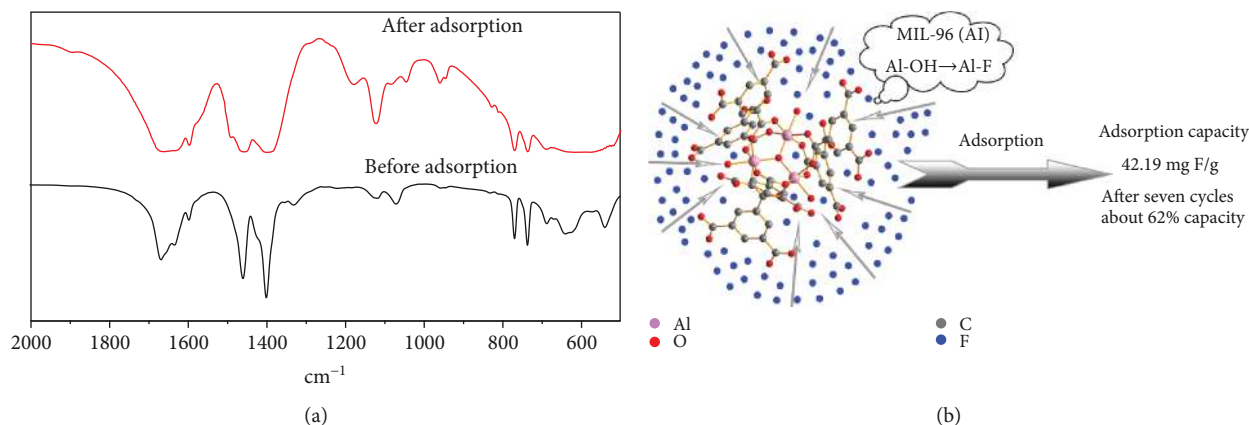 After adsorption
Before adsorption
2000 1800 1600 1400 1200 1000 800 600
cm⁻¹
(a)
MIL-96 (AI)
Al-OH→Al-F
Adsorption
Adsorption capacity
42.19 mg F/g
After seven cycles
about 62% capacity
Al
O
C
F
(b)